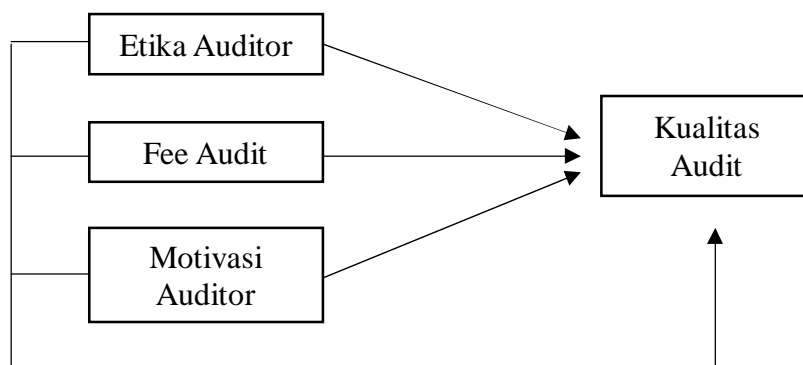 Etika Auditor
Fee Audit
Motivasi
Auditor
Kualitas
Audit